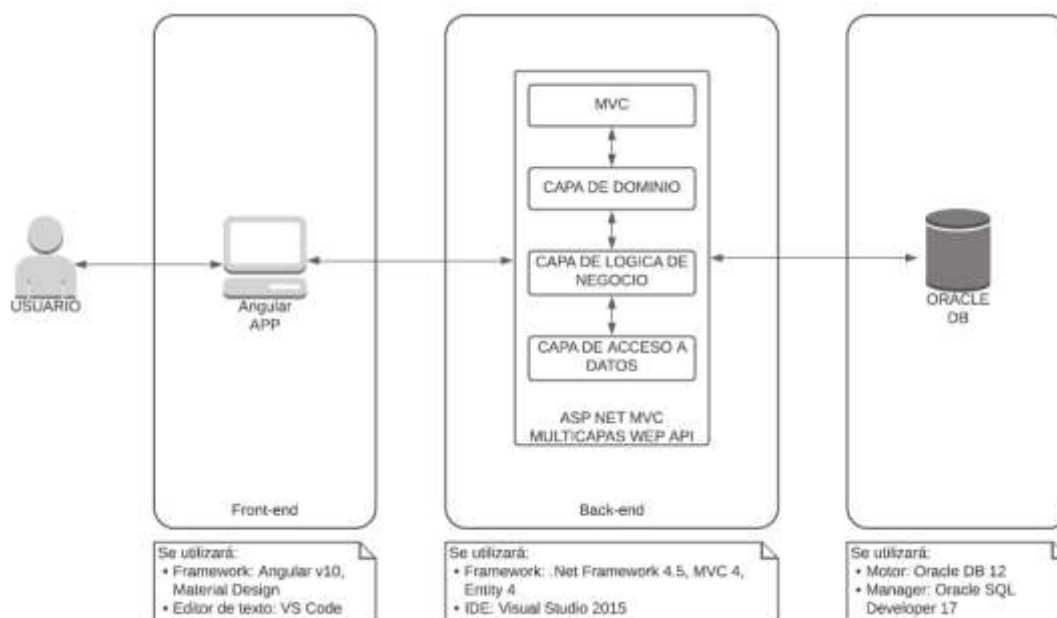 MVC
CAPA DE DOMINIO
CAPA DE LOGICA DE
NEGOCIO
CAPA DE ACCESO A
DATOS
ASP NET MVC
MULTICAPAS WEP API
USUARIO
Angular
APP
ORACLE
DB
Front-end
Back-end
Se utilizará:
• Framework: Angular v10,
Material Design
• Editor de texto: VS Code
Se utilizará:
• Framework: .Net Framework 4.5, MVC 4,
Entity 4
• IDE: Visual Studio 2015
Se utilizará:
• Motor: Oracle DB 12
• Manager: Oracle SQL
Developer 17